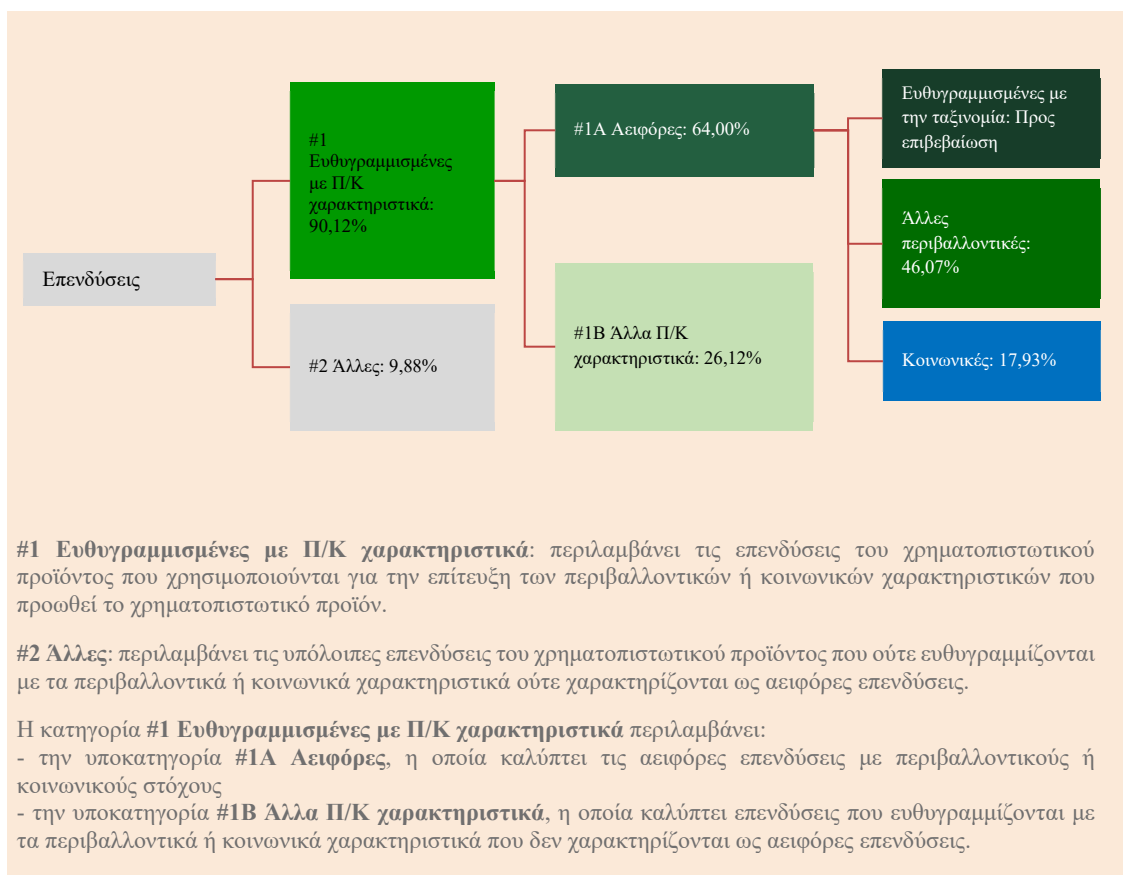 Επενδύσεις
#1
Ευθυγραμμισμένες
με Π/Κ
χαρακτηριστικά:
90,12%
#2 Άλλες: 9,88%
#1Α Αειφόρες: 64,00%
#1Β Άλλα Π/Κ
χαρακτηριστικά: 26,12%
Ευθυγραμμισμένες με
την ταξινομία: Προς
επιβεβαίωση
Άλλες
περιβαλλοντικές:
46,07%
Κοινωνικές: 17,93%
#1 Ευθυγραμμισμένες με Π/Κ χαρακτηριστικά: περιλαμβάνει τις επενδύσεις του χρηματοπιστωτικού
προϊόντος που χρησιμοποιούνται για την επίτευξη των περιβαλλοντικών ή κοινωνικών χαρακτηριστικών που
προωθεί το χρηματοπιστωτικό προϊόν.
#2 Άλλες: περιλαμβάνει τις υπόλοιπες επενδύσεις του χρηματοπιστωτικού προϊόντος που ούτε ευθυγραμμίζονται
με τα περιβαλλοντικά ή κοινωνικά χαρακτηριστικά ούτε χαρακτηρίζονται ως αειφόρες επενδύσεις.
Η κατηγορία #1 Ευθυγραμμισμένες με Π/Κ χαρακτηριστικά περιλαμβάνει:
- την υποκατηγορία #1Α Αειφόρες, η οποία καλύπτει τις αειφόρες επενδύσεις με περιβαλλοντικούς ή
κοινωνικούς στόχους
- την υποκατηγορία #1Β Άλλα Π/Κ χαρακτηριστικά, η οποία καλύπτει επενδύσεις που ευθυγραμμίζονται με
τα περιβαλλοντικά ή κοινωνικά χαρακτηριστικά που δεν χαρακτηρίζονται ως αειφόρες επενδύσεις.